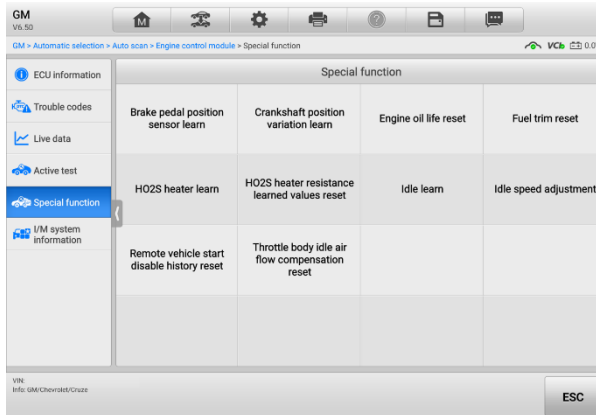 GM
V6.50
M
?
GM > Automatic selection > Auto scan > Engine control module > Special function
VCb 0.0
i ECU information
Trouble codes
Live data
Active test
Special function
I/M system
information
Special function
Brake pedal position
sensor learn
Crankshaft position
variation learn
Engine oil life reset
Fuel trim reset
HO2S heater learn
HO2S heater resistance
learned values reset
Idle learn
Idle speed adjustment
Remote vehicle start
disable history reset
Throttle body idle air
flow compensation
reset
VIN:
Info: GM/Chevrolet/Cruze
ESC